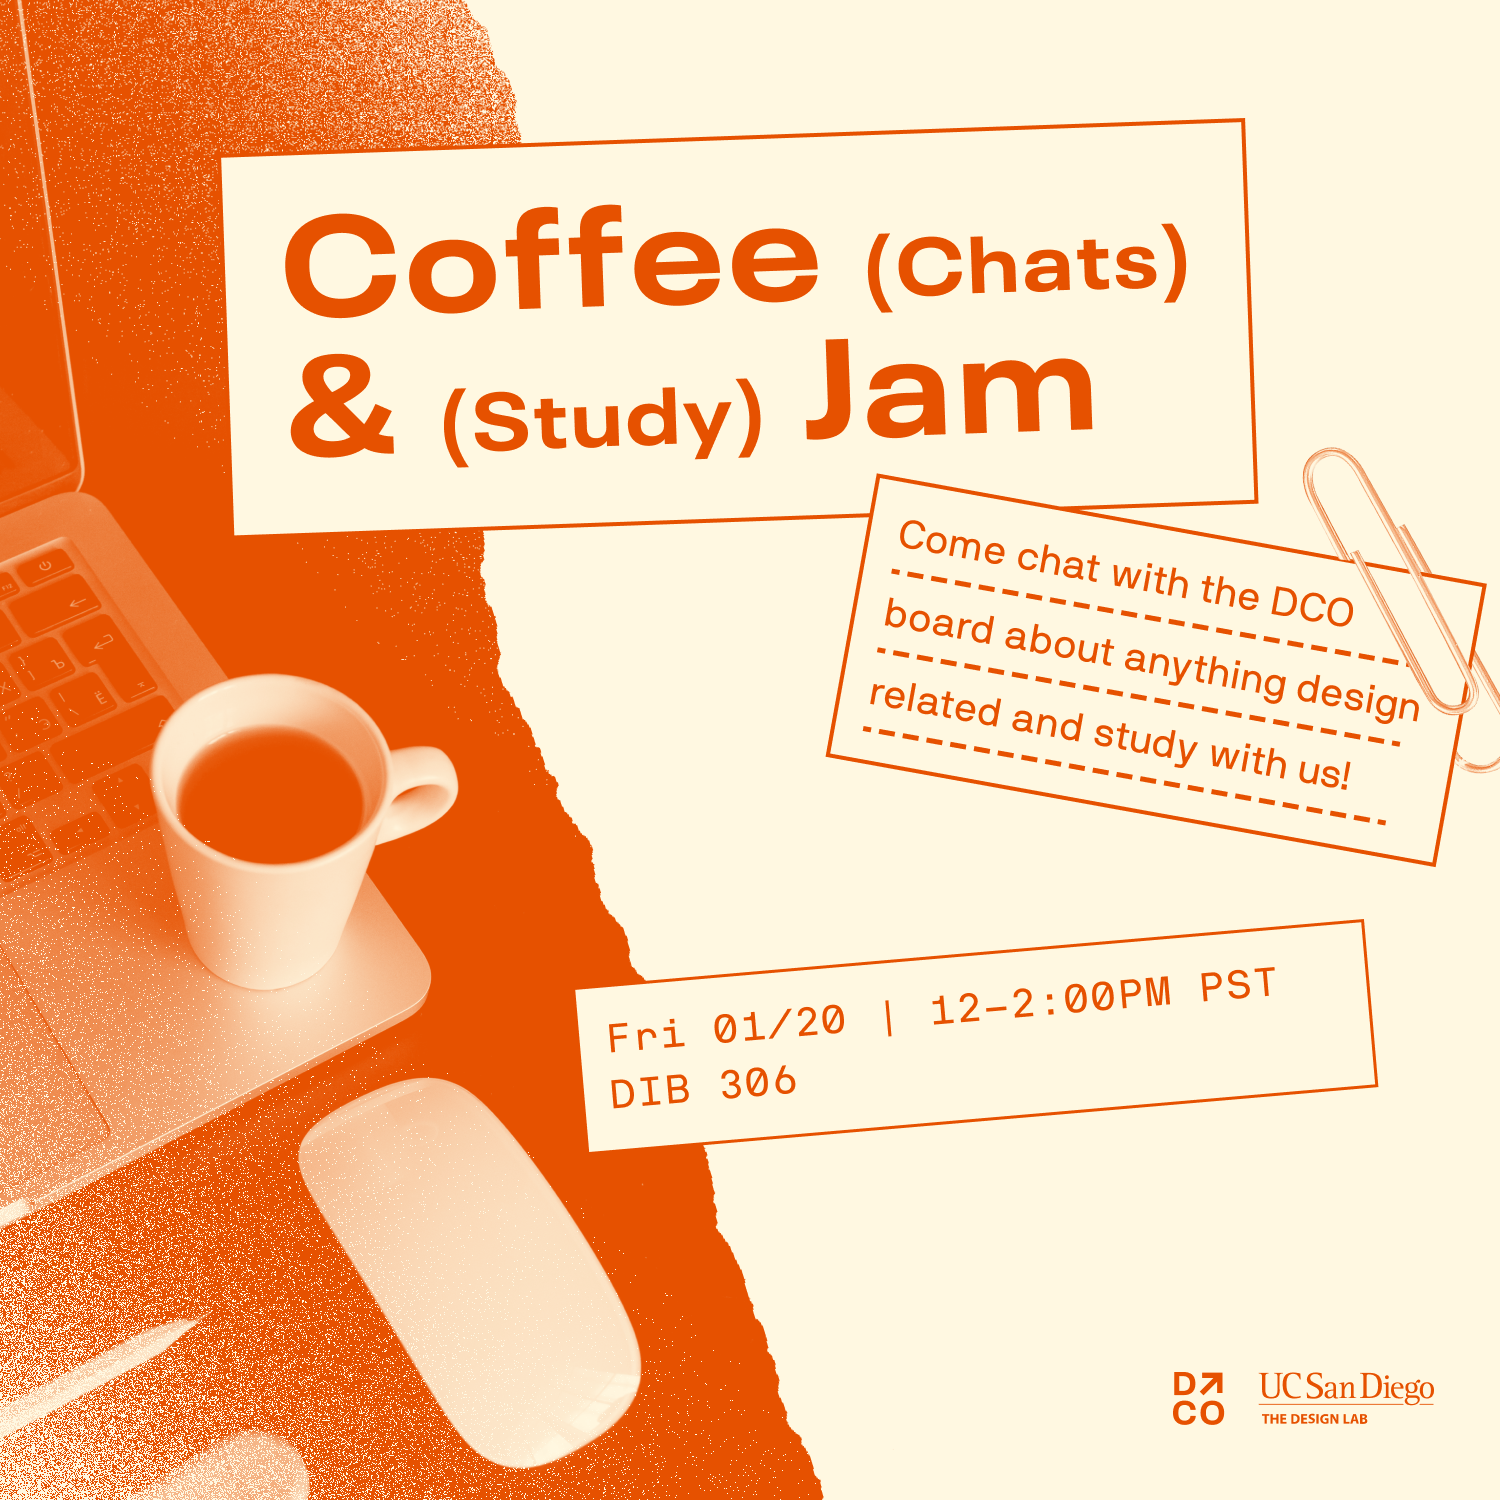 Coffee (Chats)
& (Study) Jam
Come chat with the DCO
board about anything design
related and study with us!
Fri 01/20 | 12–2:00PM PST
DIB 306
D
CO
UC San Diego
THE DESIGN LAB